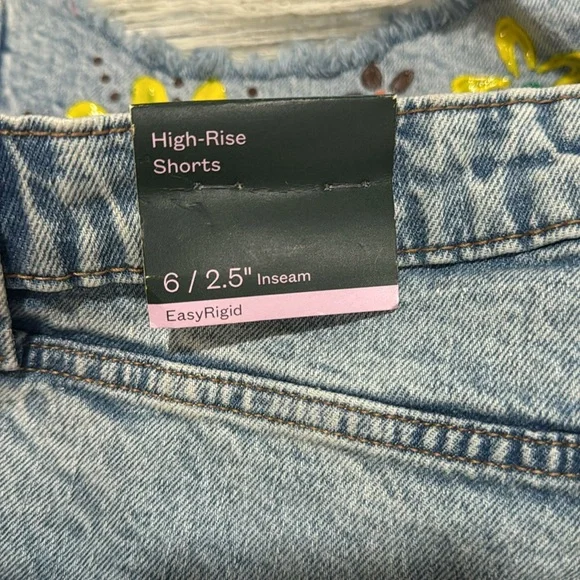 High-Rise
Shorts
6 / 2.5" Inseam
EasyRigid